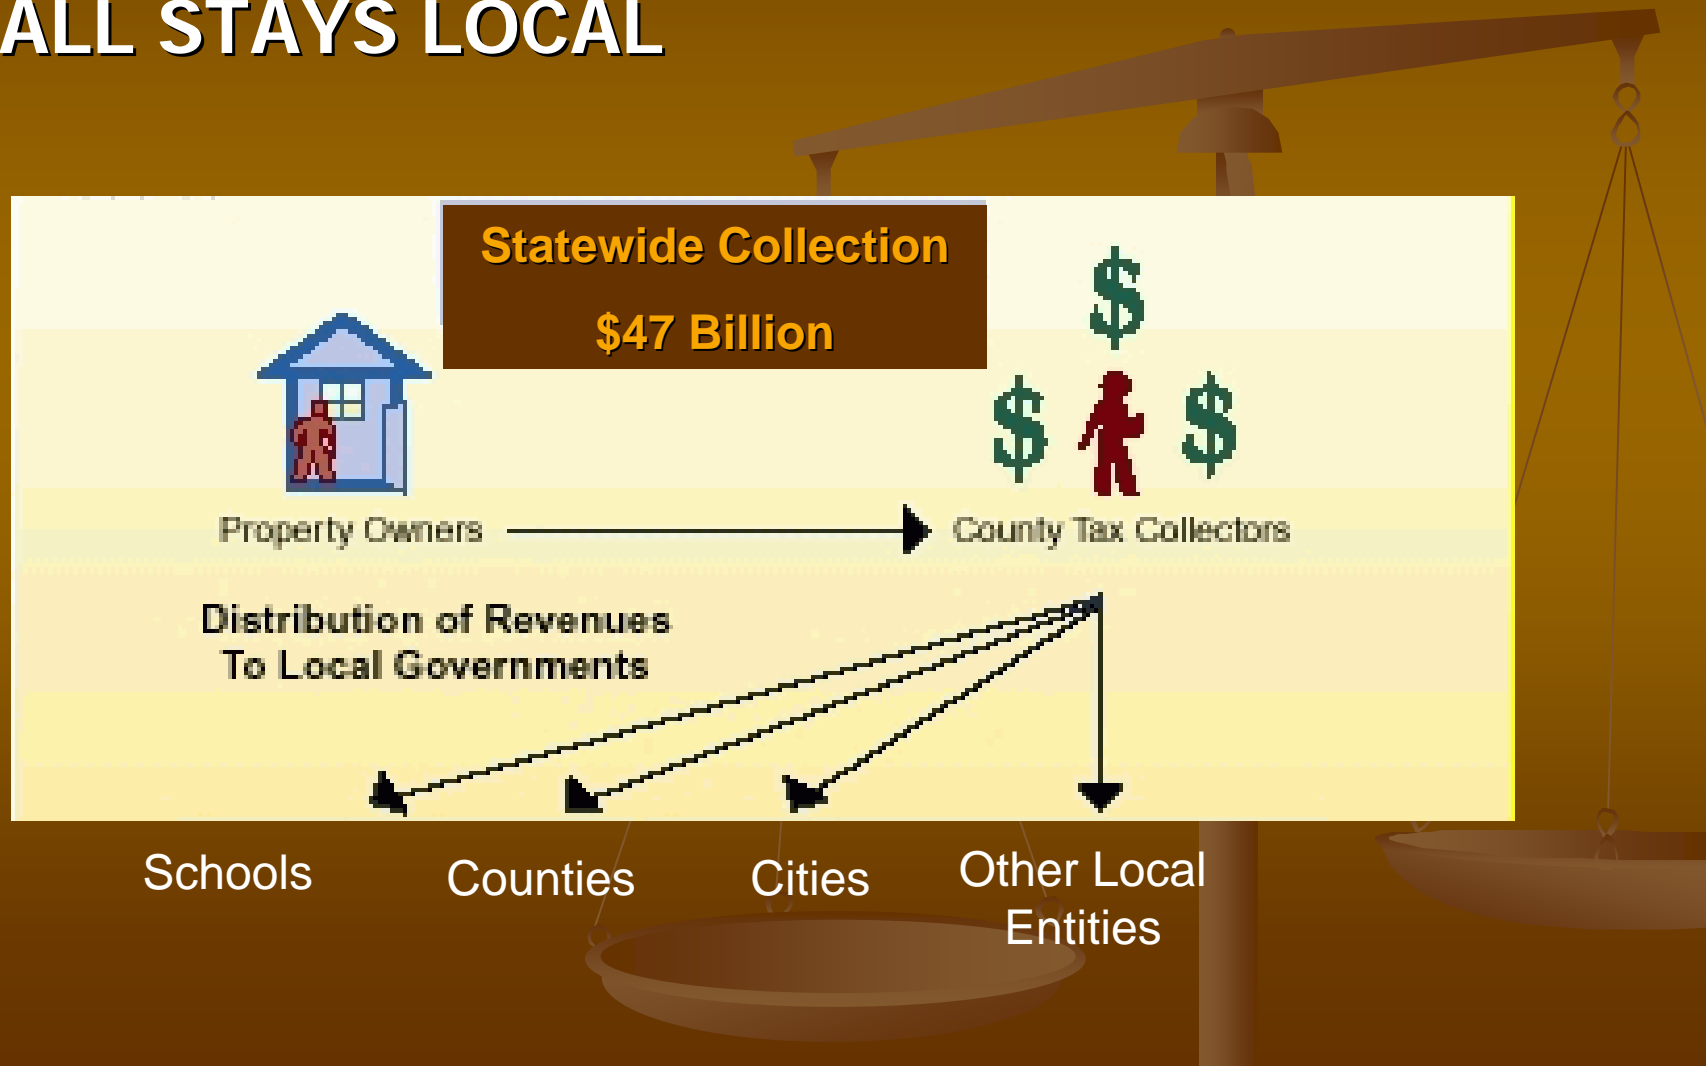 ALL STAYS LOCAL
Statewide Collection
$47 Billion
$
$ $
Property Owners
County Tax Collectors
Distribution of Revenues
To Local Governments
Schools
Counties
Cities
Other Local
Entities